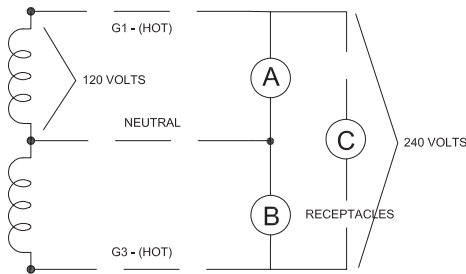 G1 - (HOT)
A
120 VOLTS
NEUTRAL
C
240 VOLTS
B
RECEPTACLES
G3 - (HOT)